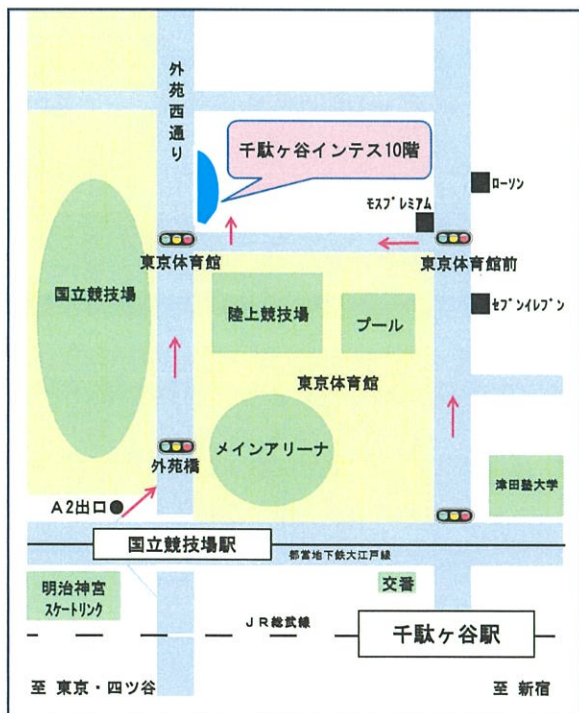 外苑西通り
千駄ヶ谷インテス10階
ローソン
モスプレミアム
東京体育館
東京体育館前
国立競技場
陸上競技場
プール
セブンイレブン
東京体育館
メインアリーナ
外苑橋
津田塾大学
A2出口
国立競技場駅
都営地下鉄大江戸線
明治神宮
スケートリンク
交番
JR総武線
千駄ヶ谷駅
至 東京・四ツ谷
至 新宿